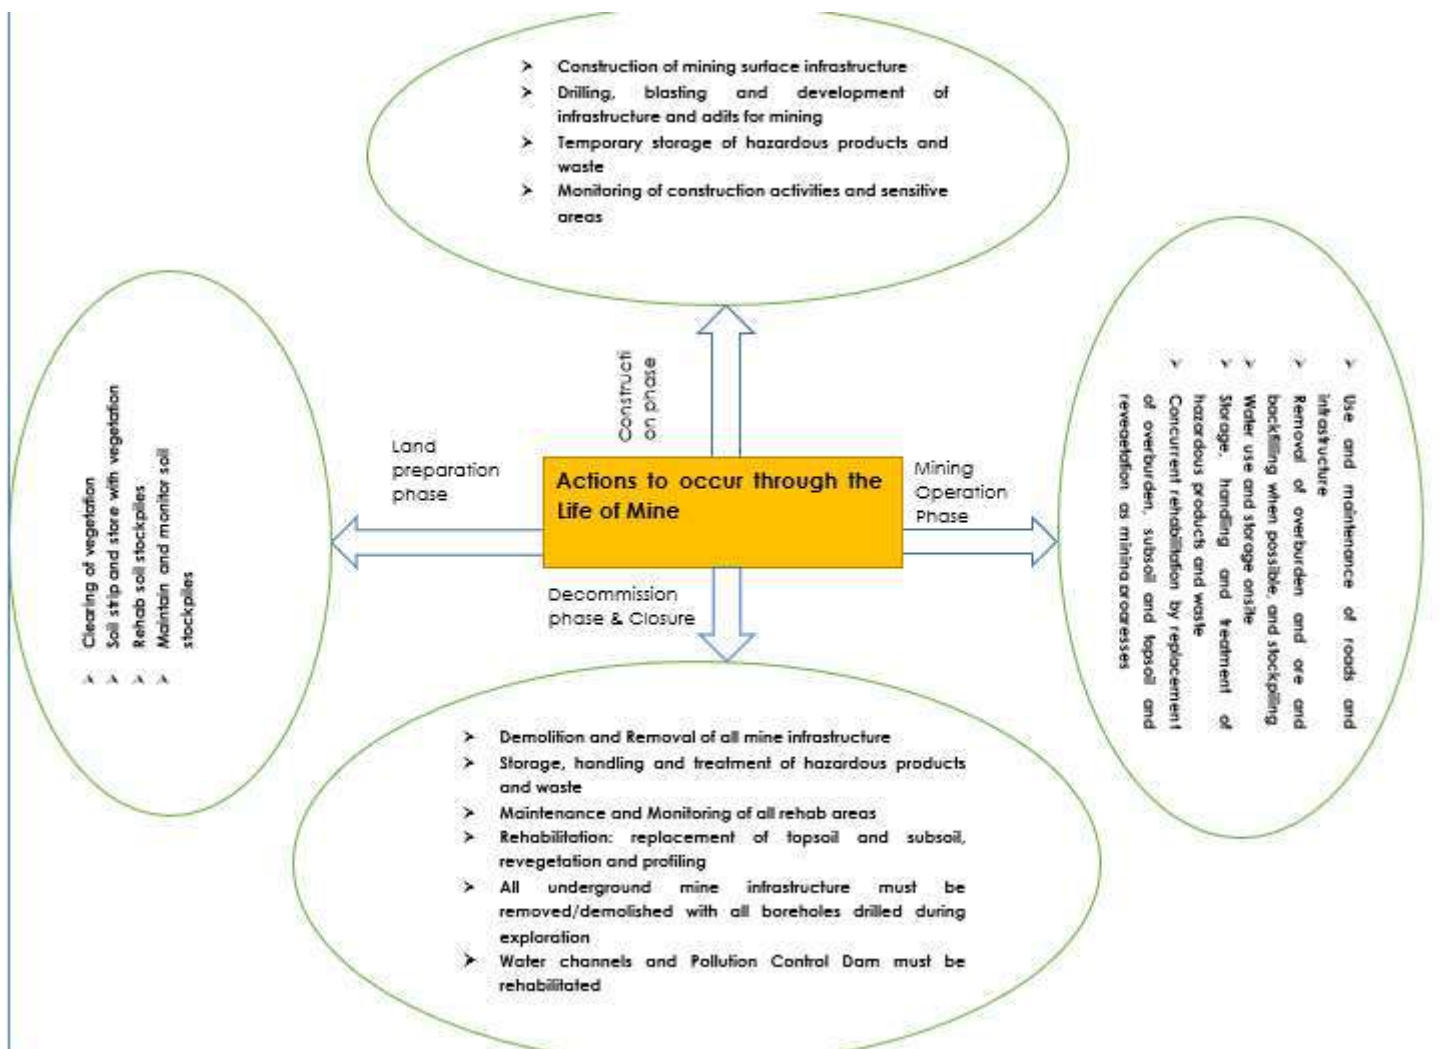 Construction of mining surface infrastructure
Drilling, blasting and development of
infrastructure and adits for mining
Temporary storage of hazardous products and
waste
Monitoring of construction activities and sensitive
areas
Constructi
on phase
Land
preparation
phase
Clearing of vegetation
Soil strip and store with vegetation
Rehab soil stockpiles
Maintain and monitor soil
stockpiles
Actions to occur through the
Life of Mine
Mining
Operation
Phase
Use and maintenance of roads and
infrastructure
Removal of overburden and ore and
backfilling when possible, and stockpiling
Water use and storage onsite
Storage, handling and treatment of
hazardous products and waste
Concurrent rehabilitation by replacement
of overburden, subsoil and topsoil and
revegetation as mining progresses
Decommission
phase & Closure
Demolition and Removal of all mine infrastructure
Storage, handling and treatment of hazardous products
and waste
Maintenance and Monitoring of all rehab areas
Rehabilitation: replacement of topsoil and subsoil,
revegetation and profiling
All underground mine infrastructure must be
removed/demolished with all boreholes drilled during
exploration
Water channels and Pollution Control Dam must be
rehabilitated